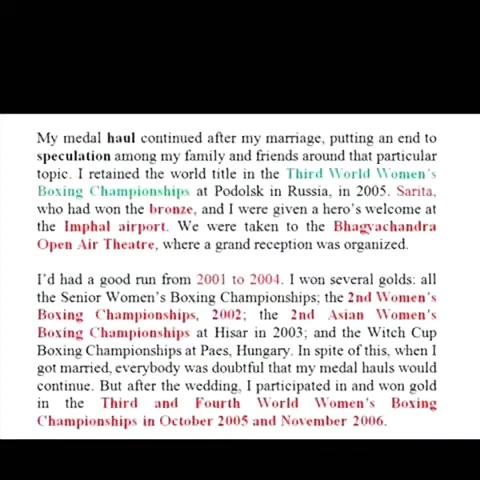 My medal haul continued after my marriage, putting an end to
speculation among my family and friends around that particular
topic. I retained the world title in the Third World Women's
Boxing Championships at Podolsk in Russia, in 2005. Sarita,
who had won the bronze, and I were given a hero's welcome at
the Imphal airport. We were taken to the Bhagyachandra
Open Air Theatre, where a grand reception was organized.
I'd had a good run from 2001 to 2004. I won several golds: all
the Senior Women's Boxing Championships; the 2nd Women's
Boxing Championships, 2002; the 2nd Asian Women's
Boxing Championships at Hisar in 2003; and the Witch Cup
Boxing Championships at Paes, Hungary. In spite of this, when I
got married, everybody was doubtful that my medal hauls would
continue. But after the wedding, I participated in and won gold
in the Third and Fourth World Women's Boxing
Championships in October 2005 and November 2006.